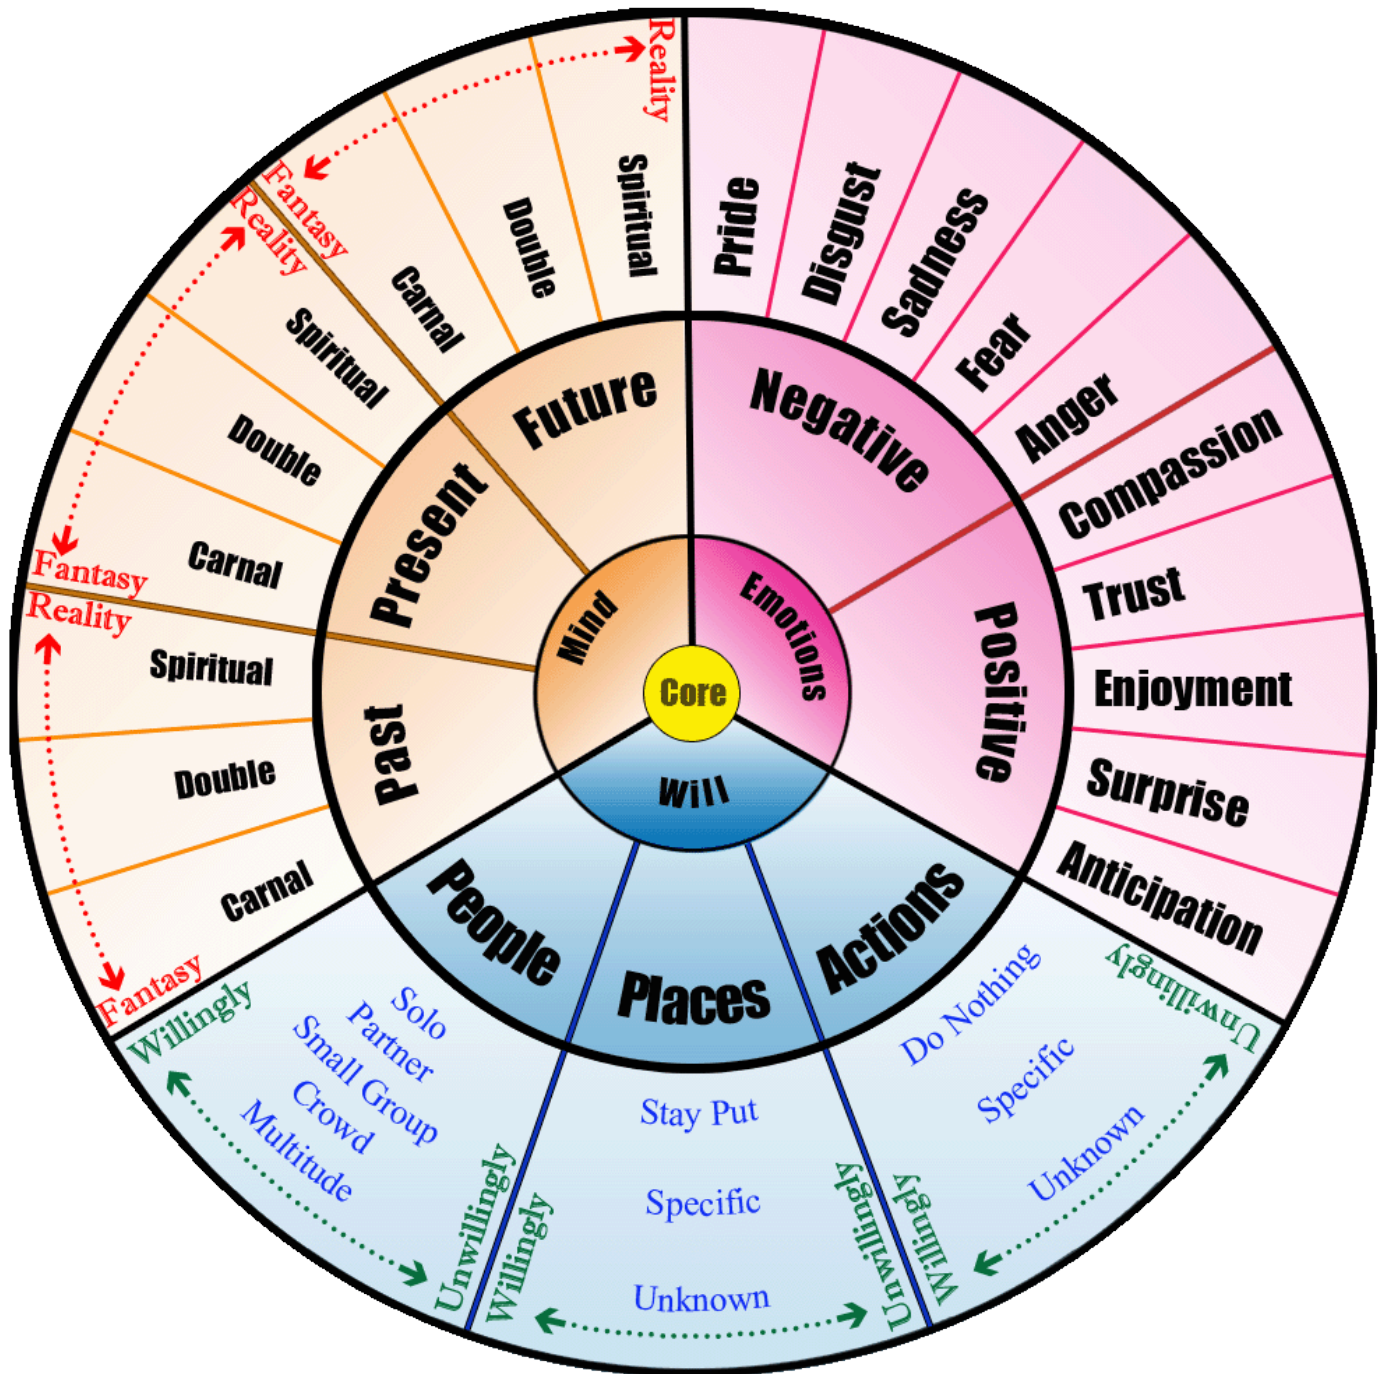 Core
Mind
Emotions
Will
Future
Present
Past
Negative
Positive
People
Places
Actions
Reality
Spiritual
Double
Carnal
Fantasy
Reality
Spiritual
Double
Carnal
Fantasy
Reality
Spiritual
Double
Carnal
Fantasy
Pride
Disgust
Sadness
Fear
Anger
Compassion
Trust
Enjoyment
Surprise
Anticipation
Willingly
Solo
Partner
Small Group
Crowd
Multitude
Unwillingly
Willingly
Stay Put
Specific
Unknown
Unwillingly
Willingly
Do Nothing
Specific
Unknown
Unwillingly